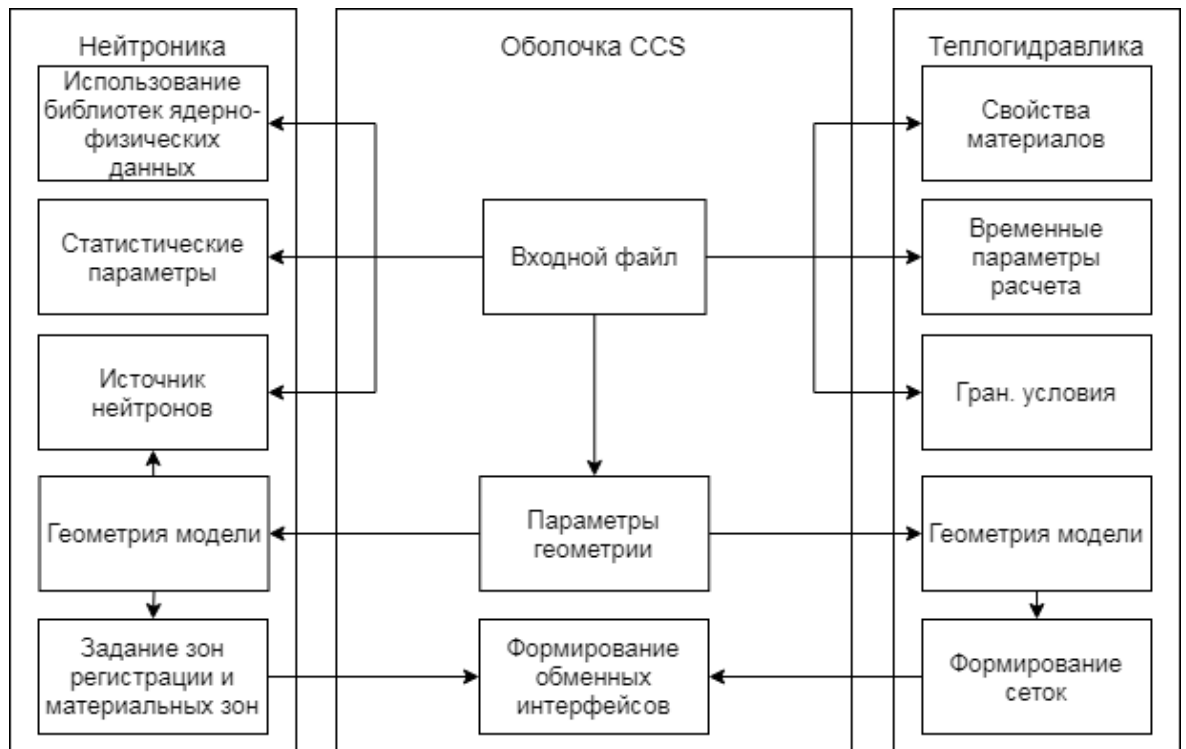 Нейтроника
Использование
библиотек ядерно-
физических
данных
Статистические
параметры
Источник
нейтронов
Геометрия модели
Задание зон
регистрации и
материальных зон
Оболочка CCS
Входной файл
Параметры
геометрии
Формирование
обменных
интерфейсов
Теплогидравлика
Свойства
материалов
Временные
параметры
расчета
Гран. условия
Геометрия модели
Формирование
сеток